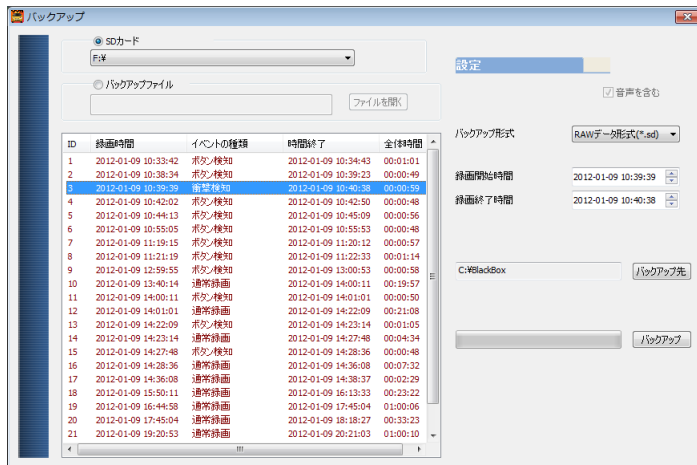 バックアップ
SDカード
F:¥
バックアップファイル
ファイルを開く
ID 録画時間 イベントの種類 時間終了 全体時間
1 2012-01-09 10:33:42 ボタン検知 2012-01-09 10:34:43 00:01:01
2 2012-01-09 10:38:34 ボタン検知 2012-01-09 10:39:23 00:00:49
3 2012-01-09 10:39:39 衝撃検知 2012-01-09 10:40:38 00:00:59
4 2012-01-09 10:42:02 ボタン検知 2012-01-09 10:42:50 00:00:48
5 2012-01-09 10:44:13 ボタン検知 2012-01-09 10:45:09 00:00:56
6 2012-01-09 10:55:05 ボタン検知 2012-01-09 10:55:53 00:00:48
7 2012-01-09 11:19:15 ボタン検知 2012-01-09 11:20:12 00:00:57
8 2012-01-09 11:21:19 ボタン検知 2012-01-09 11:22:33 00:01:14
9 2012-01-09 12:59:55 ボタン検知 2012-01-09 13:00:53 00:00:58
10 2012-01-09 13:40:14 通常録画 2012-01-09 14:00:11 00:19:57
11 2012-01-09 14:00:11 ボタン検知 2012-01-09 14:01:01 00:00:50
12 2012-01-09 14:01:01 通常録画 2012-01-09 14:22:09 00:21:08
13 2012-01-09 14:22:09 ボタン検知 2012-01-09 14:23:14 00:01:05
14 2012-01-09 14:23:14 通常録画 2012-01-09 14:27:48 00:04:34
15 2012-01-09 14:27:48 ボタン検知 2012-01-09 14:28:36 00:00:48
16 2012-01-09 14:28:36 通常録画 2012-01-09 14:36:08 00:07:32
17 2012-01-09 14:36:08 通常録画 2012-01-09 14:38:37 00:02:29
18 2012-01-09 15:50:11 通常録画 2012-01-09 16:13:33 00:23:22
19 2012-01-09 16:44:58 通常録画 2012-01-09 17:45:04 01:00:06
20 2012-01-09 17:45:04 通常録画 2012-01-09 18:18:27 00:33:23
21 2012-01-09 19:20:53 通常録画 2012-01-09 20:21:03 01:00:10
設定
音声を含む
バックアップ形式 RAWデータ形式(*.sd)
録画開始時間 2012-01-09 10:39:39
録画終了時間 2012-01-09 10:40:38
C:¥BlackBox バックアップ先
バックアップ